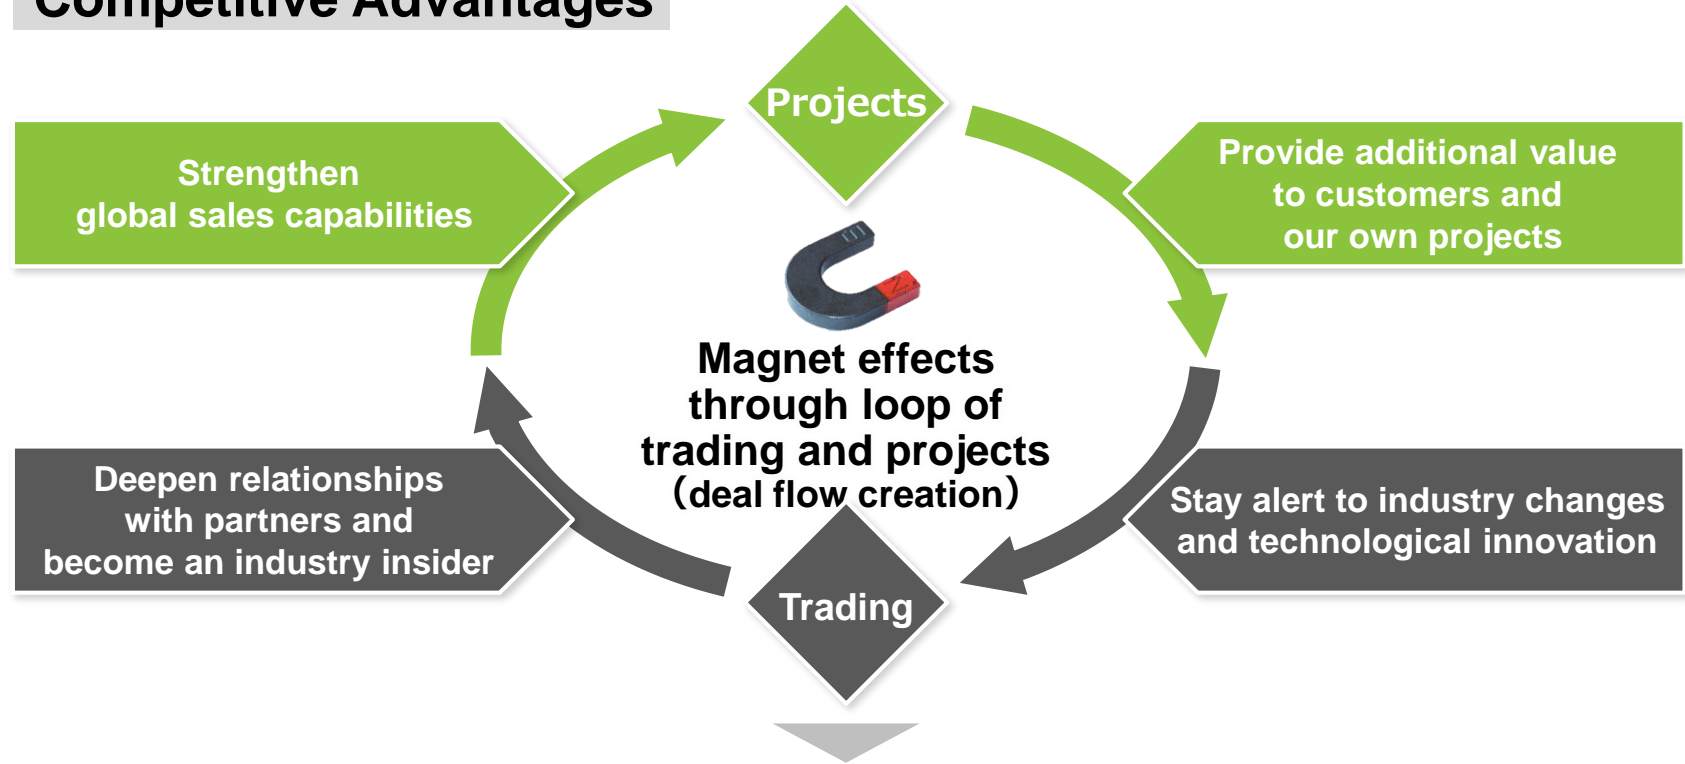 Competitive Advantages
Projects
Strengthen
global sales capabilities
Provide additional value
to customers and
our own projects
Magnet effects
through loop of
trading and projects
（deal flow creation）
Deepen relationships
with partners and
become an industry insider
Stay alert to industry changes
and technological innovation
Trading